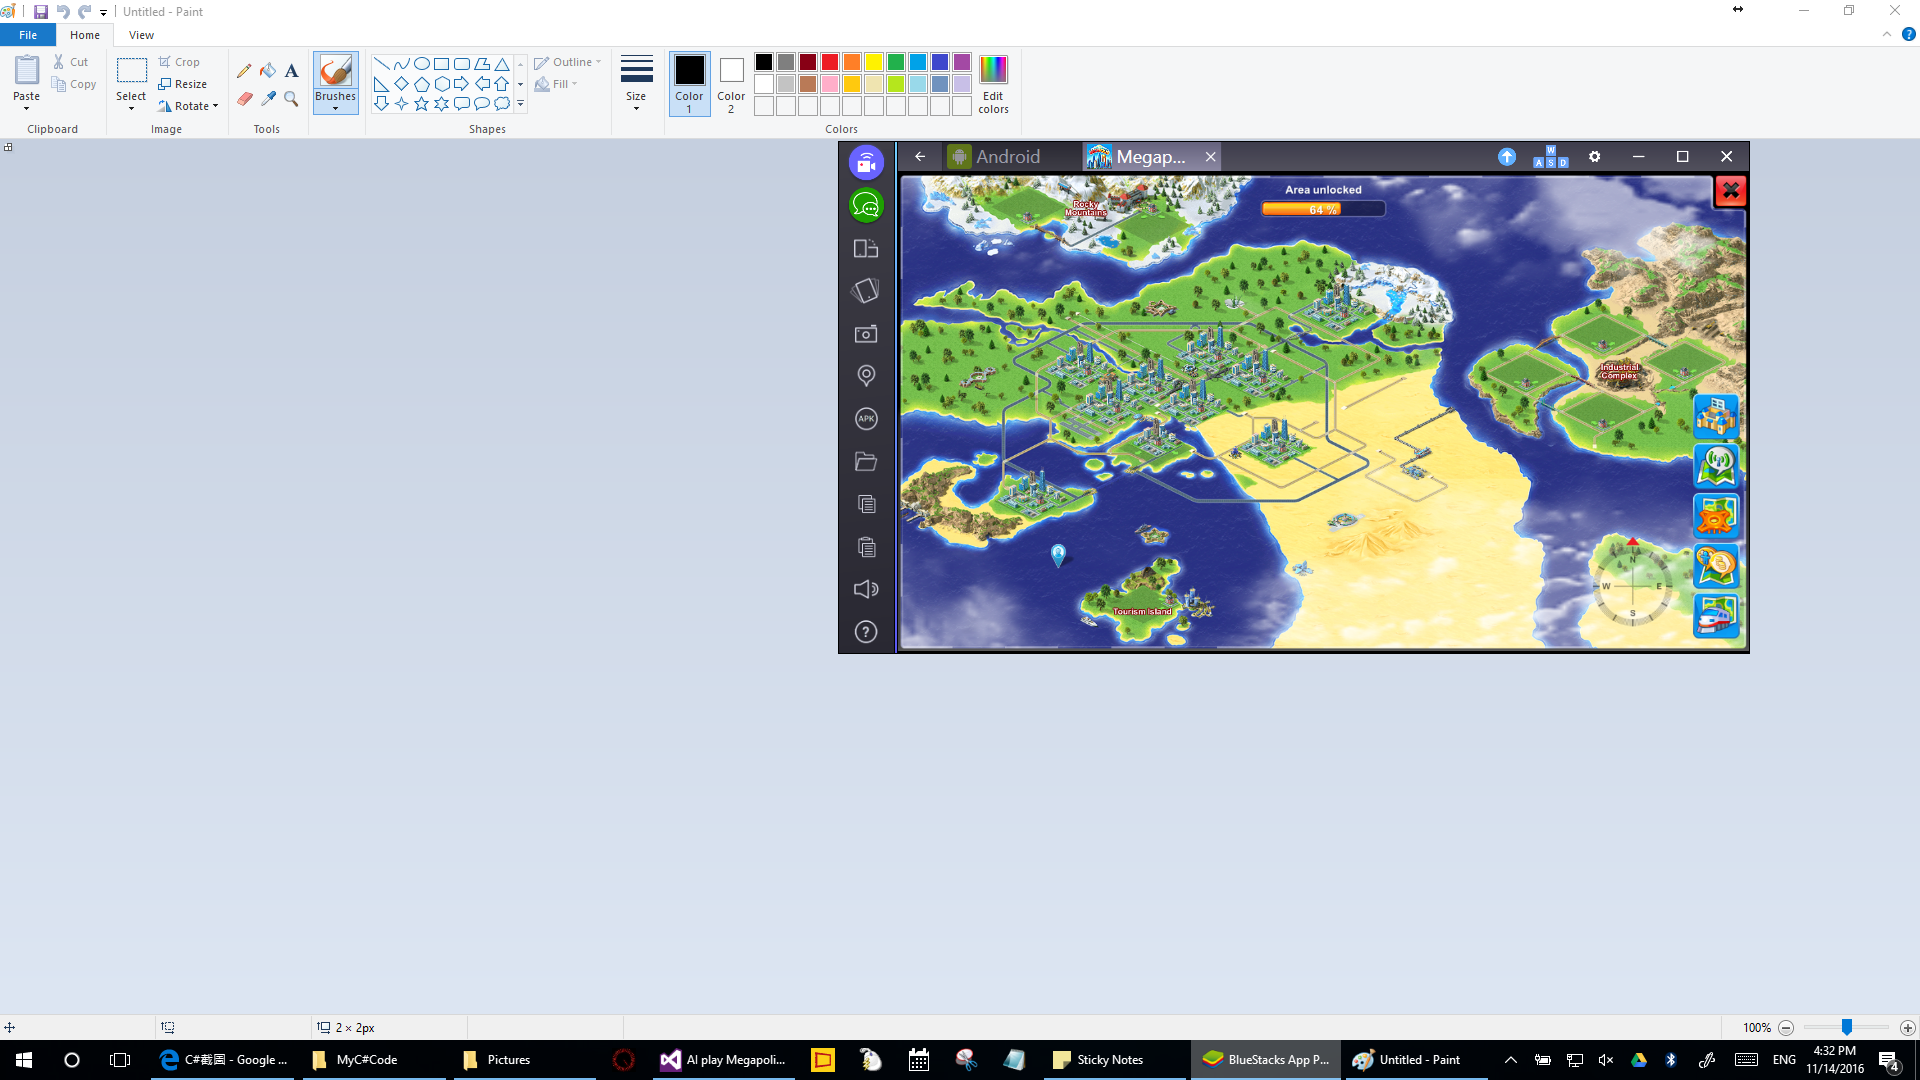 Untitled - Paint
File
Home
View
Paste
Cut
Copy
Clipboard
Select
Crop
Resize
Rotate
Image
Tools
Brushes
Shapes
Outline
Fill
Size
Color 1
Color 2
Edit colors
Colors
Android
Megap...
W
A S D
APK
Area unlocked
64 %
Rocky
Mountains
Industrial
Complex
Tourism Island
N
W E
S
2 × 2px
100%
C#截圖 - Google ...
MyC#Code
Pictures
AI play Megapoli...
Sticky Notes
BlueStacks App P...
Untitled - Paint
ENG
4:32 PM
11/14/2016
4